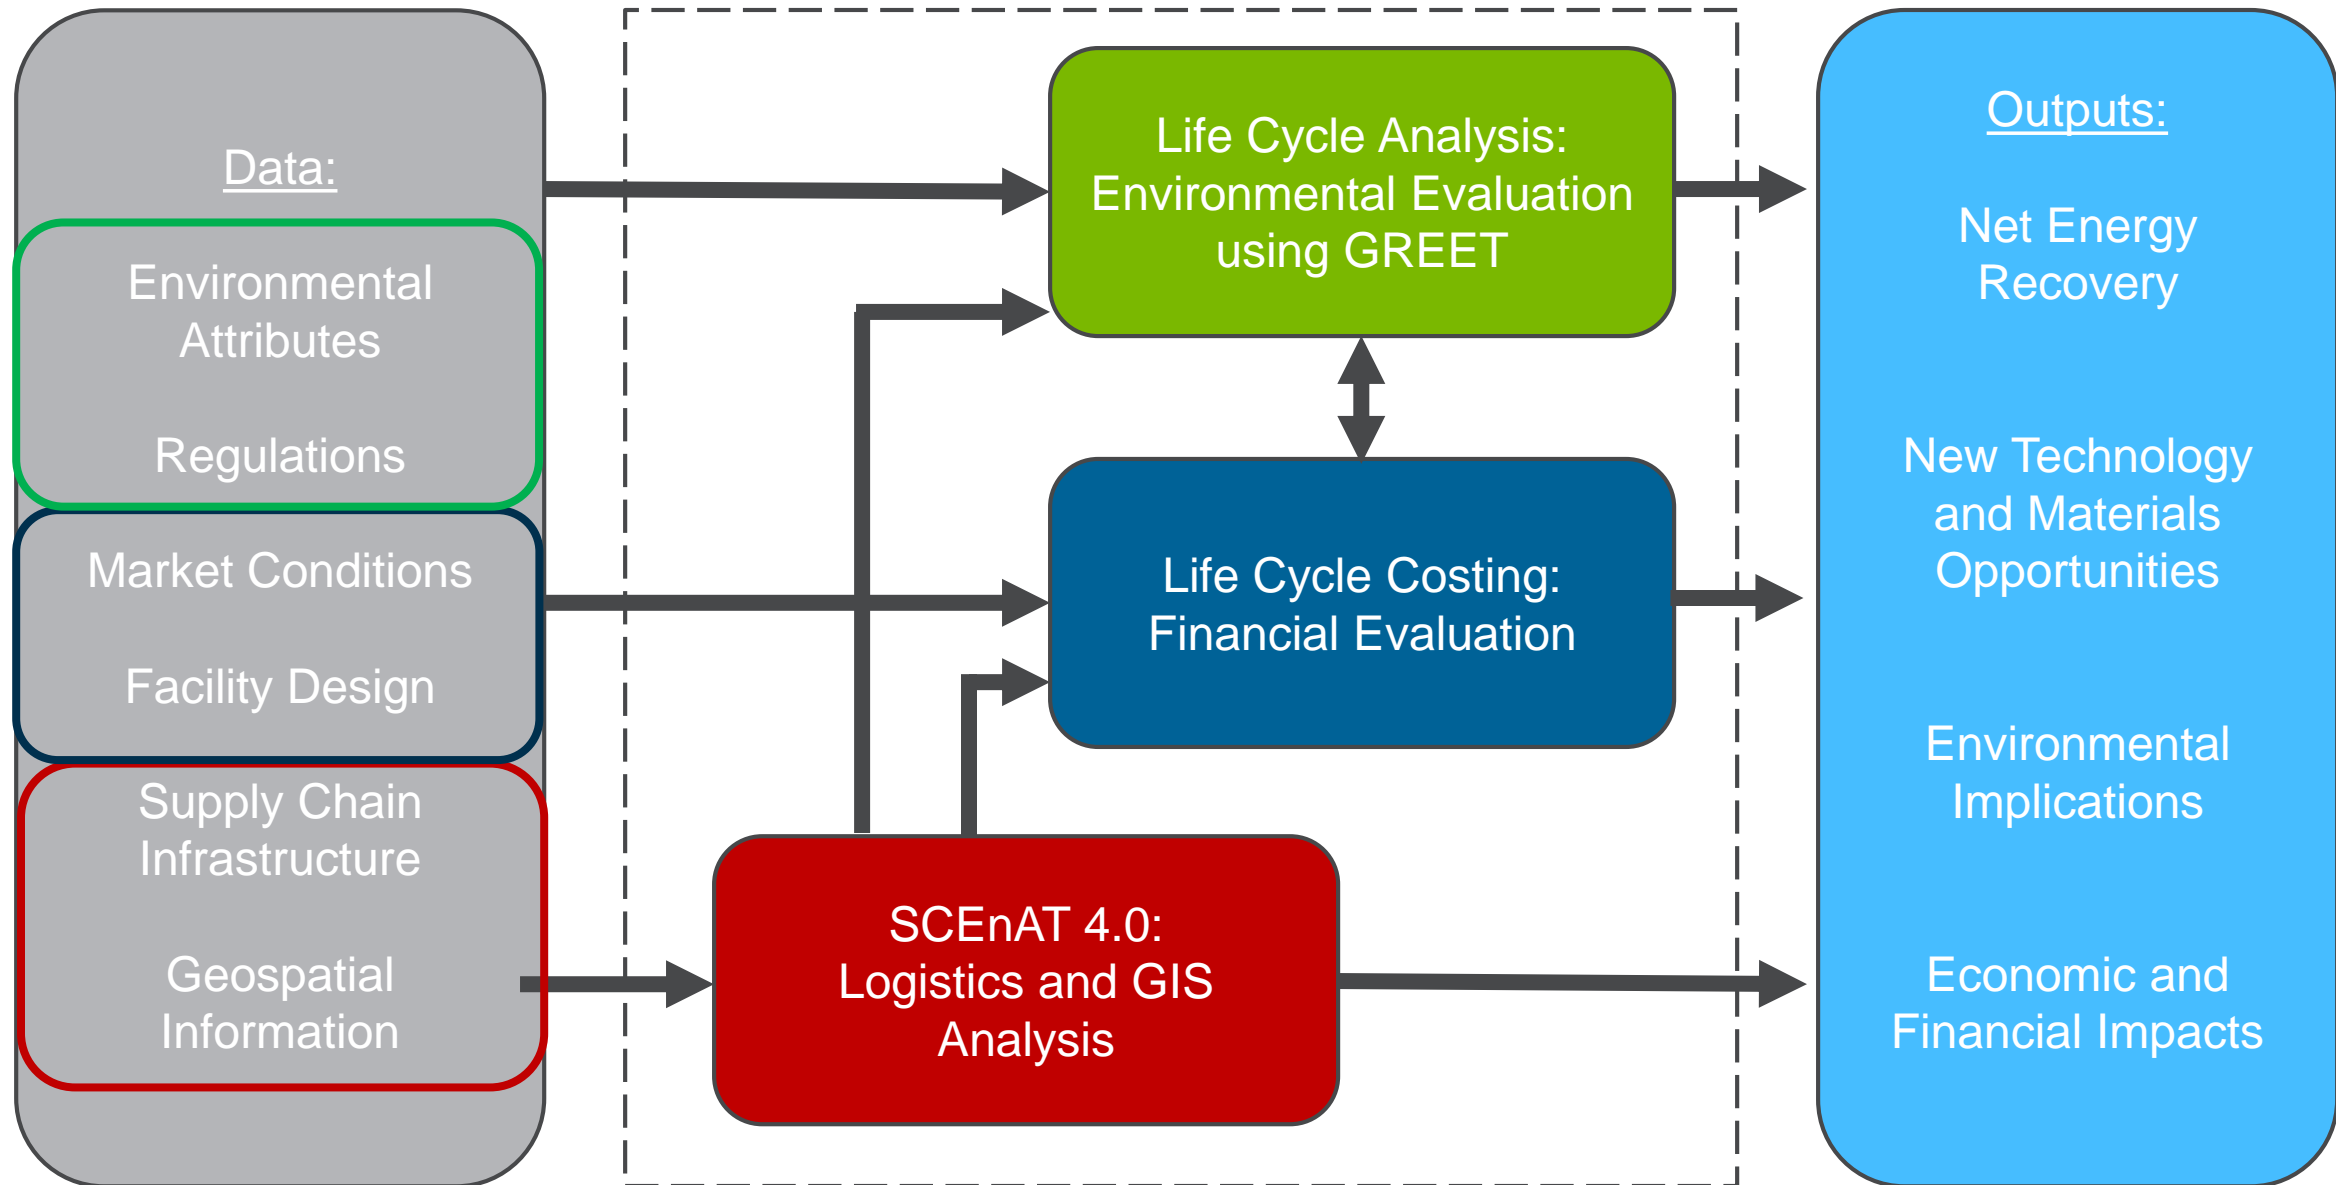 Data:
Environmental
Attributes
Regulations
Market Conditions
Facility Design
Supply Chain
Infrastructure
Geospatial
Information
Life Cycle Analysis:
Environmental Evaluation
using GREET
Life Cycle Costing:
Financial Evaluation
SCEnAT 4.0:
Logistics and GIS
Analysis
Outputs:
Net Energy
Recovery
New Technology
and Materials
Opportunities
Environmental
Implications
Economic and
Financial Impacts